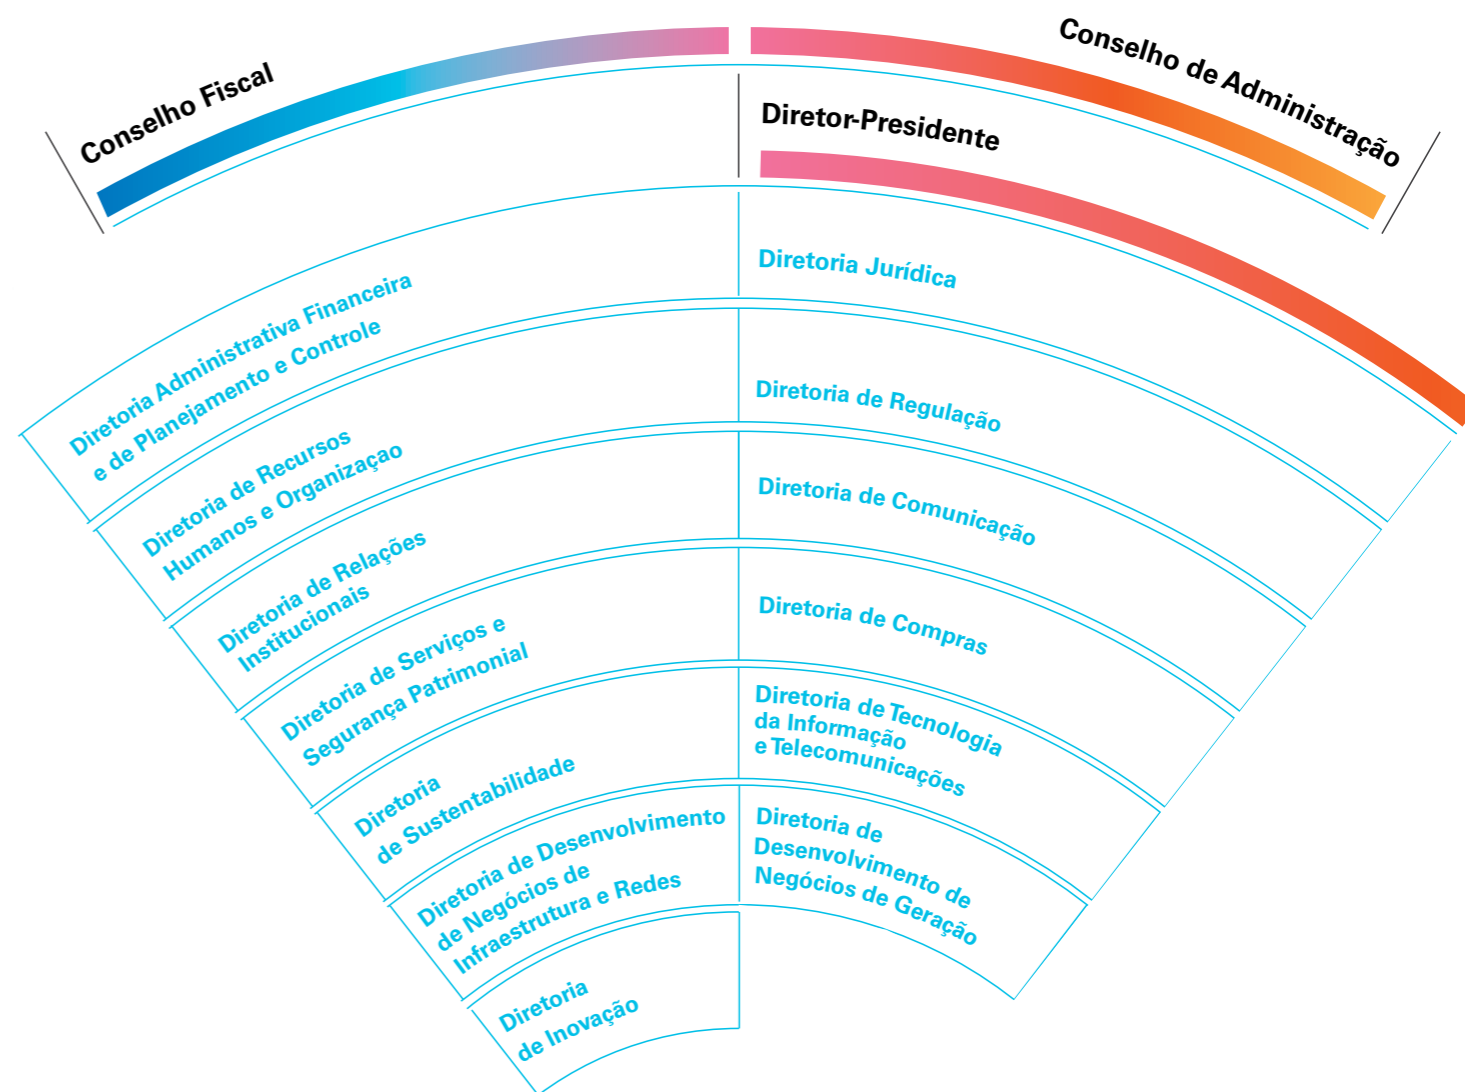 Conselho Fiscal
Conselho de Administração
Diretor-Presidente
Diretoria Administrativa Financeira
e de Planejamento e Controle
Diretoria Jurídica
Diretoria de Recursos
Humanos e Organizaçao
Diretoria de Regulação
Diretoria de Relações
Institucionais
Diretoria de Comunicação
Diretoria de Serviços e
Segurança Patrimonial
Diretoria de Compras
Diretoria
de Sustentabilidade
Diretoria de Tecnologia
da Informação
e Telecomunicações
Diretoria de Desenvolvimento
de Negócios de
Infraestrutura e Redes
Diretoria de
Desenvolvimento de
Negócios de Geração
Diretoria
de Inovação